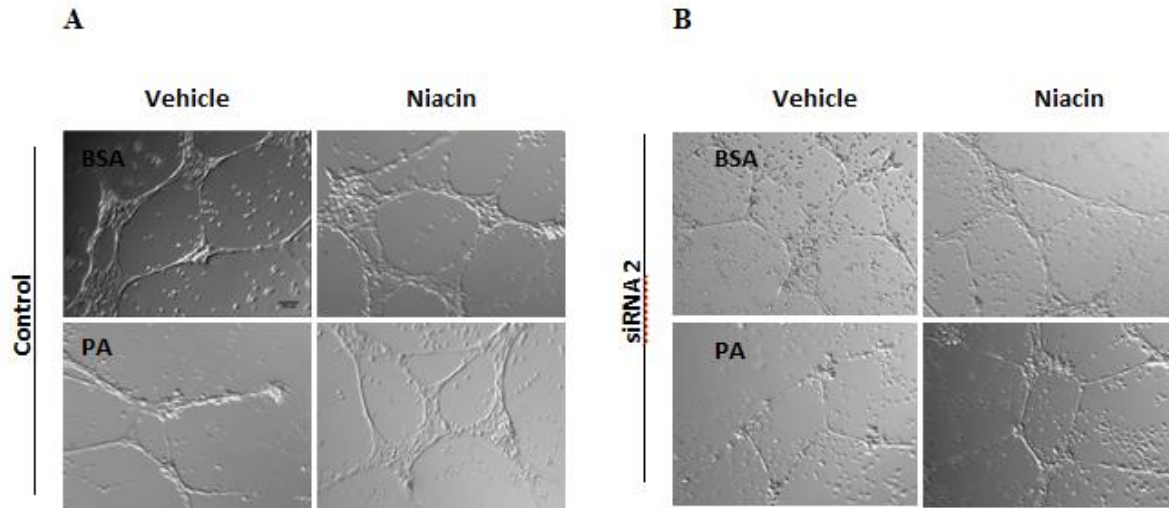 A
B
Vehicle Niacin
Vehicle Niacin
Control
BSA
PA
siRNA 2
BSA
PA